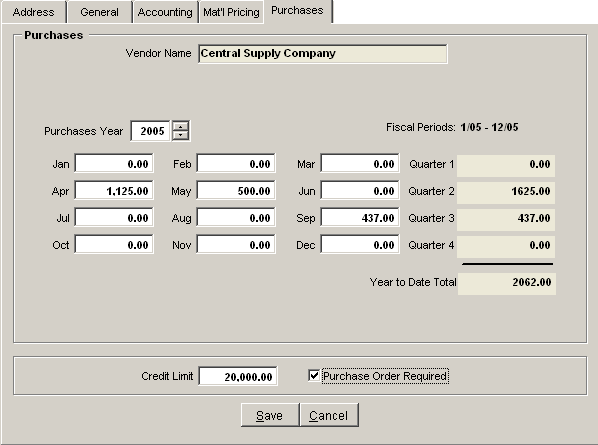 Address General Accounting Mat'l Pricing Purchases
Purchases
Vendor Name Central Supply Company
Purchases Year 2005 Fiscal Periods: 1/05 - 12/05
Jan 0.00 Feb 0.00 Mar 0.00 Quarter 1 0.00
Apr 1,125.00 May 500.00 Jun 0.00 Quarter 2 1625.00
Jul 0.00 Aug 0.00 Sep 437.00 Quarter 3 437.00
Oct 0.00 Nov 0.00 Dec 0.00 Quarter 4 0.00
Year to Date Total 2062.00
Credit Limit 20,000.00 Purchase Order Required
Save Cancel